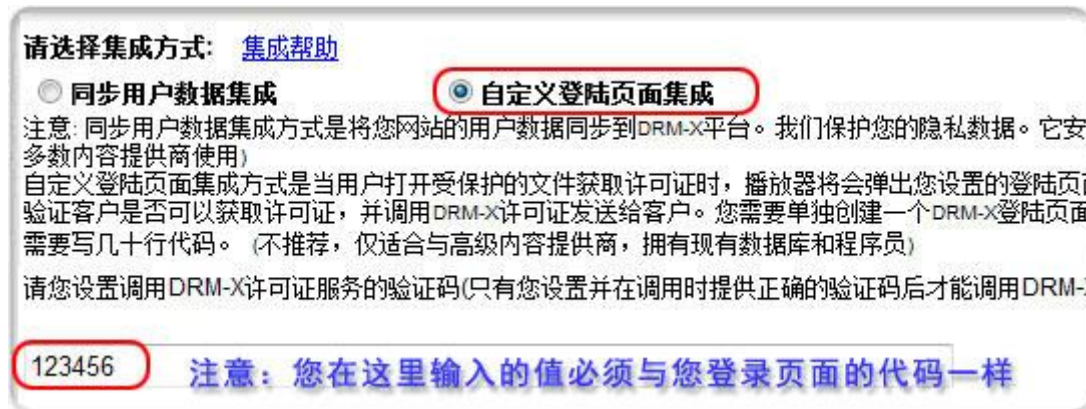 请选择集成方式: 集成帮助
同步用户数据集成 自定义登陆页面集成
注意: 同步用户数据集成方式是将您网站的用户数据同步到DRM-X平台。我们保护您的隐私数据。它安
多数内容提供商使用)
自定义登陆页面集成方式是当用户打开受保护的文件获取许可证时，播放器将会弹出您设置的登陆页
验证客户是否可以获取许可证，并调用DRM-X许可证发送给客户。您需要单独创建一个DRM-X登陆页面
需要写几十行代码。 (不推荐，仅适合与高级内容提供商，拥有现有数据库和程序员)
请您设置调用DRM-X许可证服务的验证码(只有您设置并在调用时提供正确的验证码后才能调用DRM-
123456 注意：您在这里输入的值必须与您登录页面的代码一样